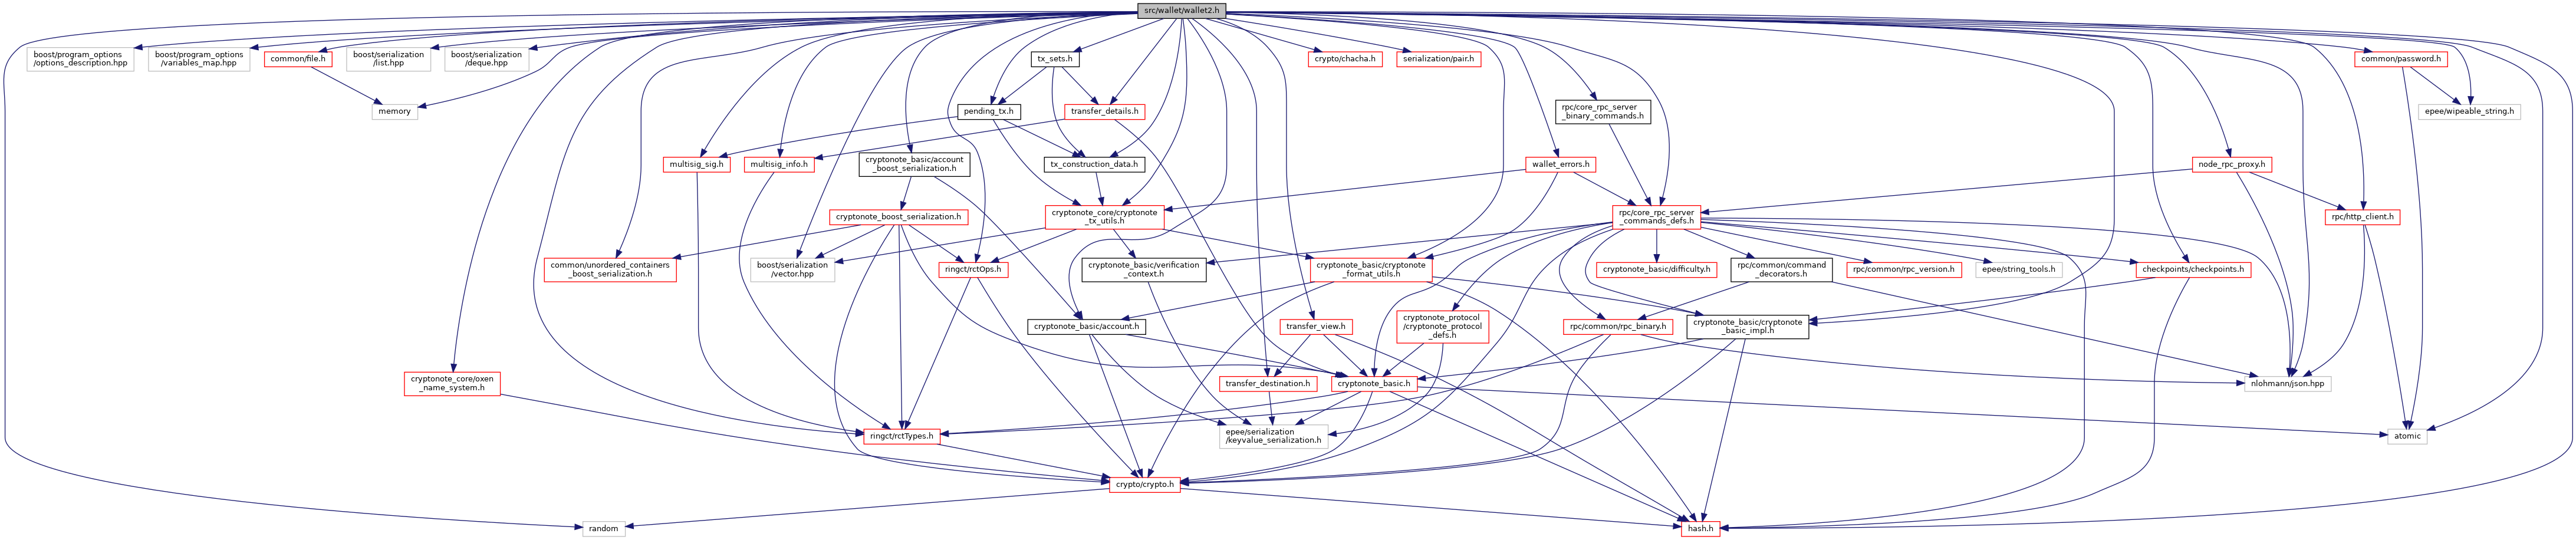 src/wallet/wallet2.h
boost/program_options
/options_description.hpp
boost/program_options
/variables_map.hpp
common/file.h
boost/serialization
/list.hpp
boost/serialization
/deque.hpp
tx_sets.h
crypto/chacha.h
serialization/pair.h
common/password.h
memory
pending_tx.h
transfer_details.h
rpc/core_rpc_server
_binary_commands.h
epee/wipeable_string.h
multisig_sig.h
multisig_info.h
cryptonote_basic/account
_boost_serialization.h
tx_construction_data.h
wallet_errors.h
node_rpc_proxy.h
cryptonote_boost_serialization.h
cryptonote_core/cryptonote
_tx_utils.h
rpc/core_rpc_server
_commands_defs.h
rpc/http_client.h
common/unordered_containers
_boost_serialization.h
boost/serialization
/vector.hpp
ringct/rctOps.h
cryptonote_basic/verification
_context.h
cryptonote_basic/cryptonote
_format_utils.h
cryptonote_basic/difficulty.h
rpc/common/command
_decorators.h
rpc/common/rpc_version.h
epee/string_tools.h
checkpoints/checkpoints.h
cryptonote_basic/account.h
transfer_view.h
cryptonote_protocol
/cryptonote_protocol
_defs.h
rpc/common/rpc_binary.h
cryptonote_basic/cryptonote
_basic_impl.h
cryptonote_core/oxen
_name_system.h
transfer_destination.h
cryptonote_basic.h
nlohmann/json.hpp
ringct/rctTypes.h
epee/serialization
/keyvalue_serialization.h
atomic
crypto/crypto.h
random
hash.h